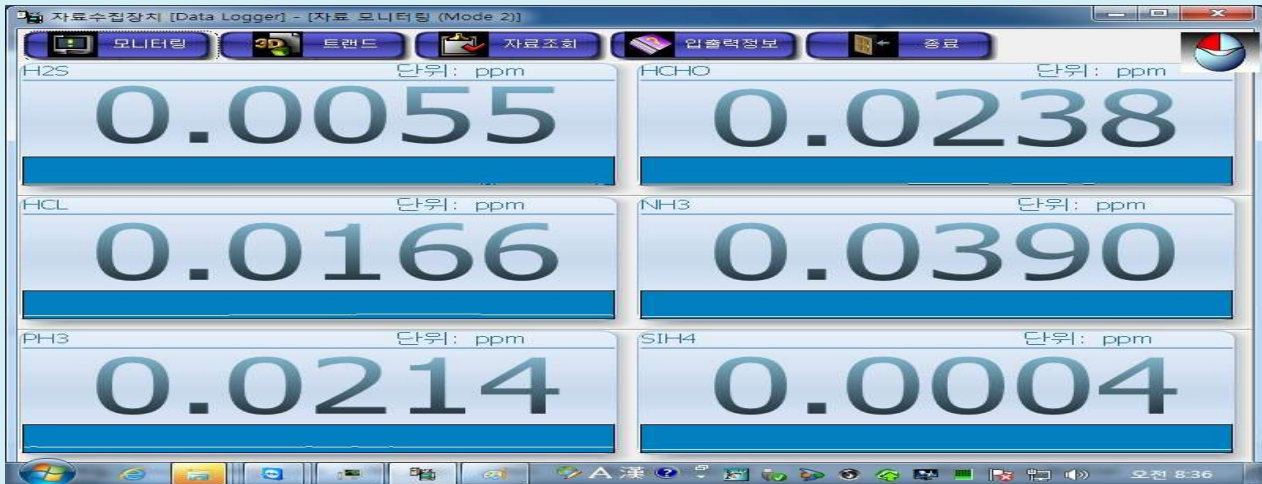 자료수집장치 [Data Logger] - [자료 모니터링 (Mode 2)]
모니터링 3D 트랜드 자료조회 입출력정보 종료
H2S 단위: ppm
0.0055
HCHO 단위: ppm
0.0238
HCL 단위: ppm
0.0166
NH3 단위: ppm
0.0390
PH3 단위: ppm
0.0214
SIH4 단위: ppm
0.0004
A 漢 오전 8:36